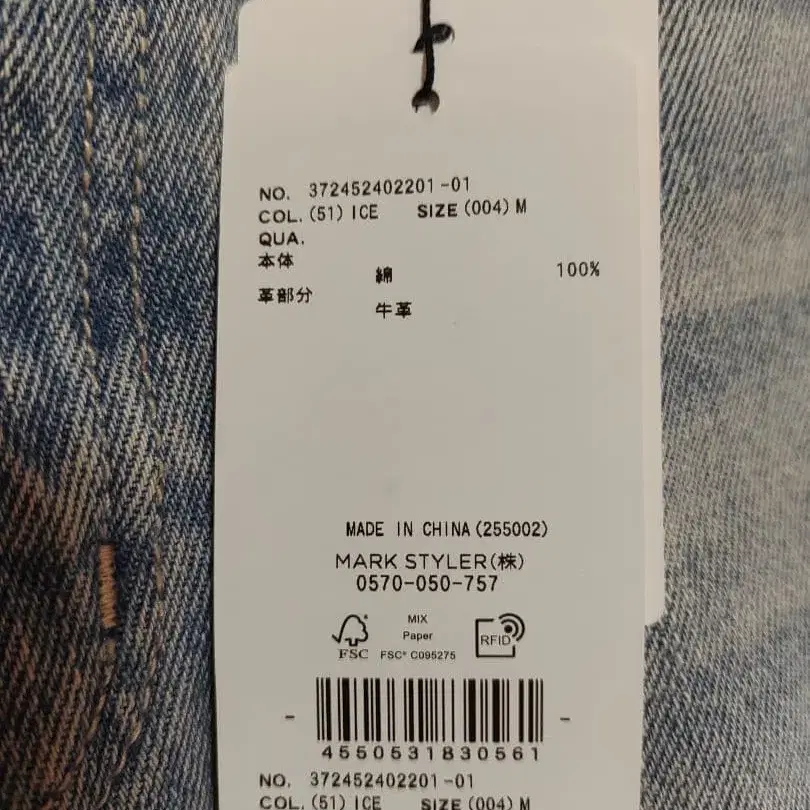 NO. 372452402201-01
COL. (51) ICE SIZE (004) M
QUA.
本体 綿 100%
革部分 牛革
MADE IN CHINA (255002)
MARK STYLER(株)
0570-050-757
FSC
MIX
Paper
FSC® C095275
RFID
4550531830561
NO. 372452402201-01
COL. (51) ICE SIZE (004) M